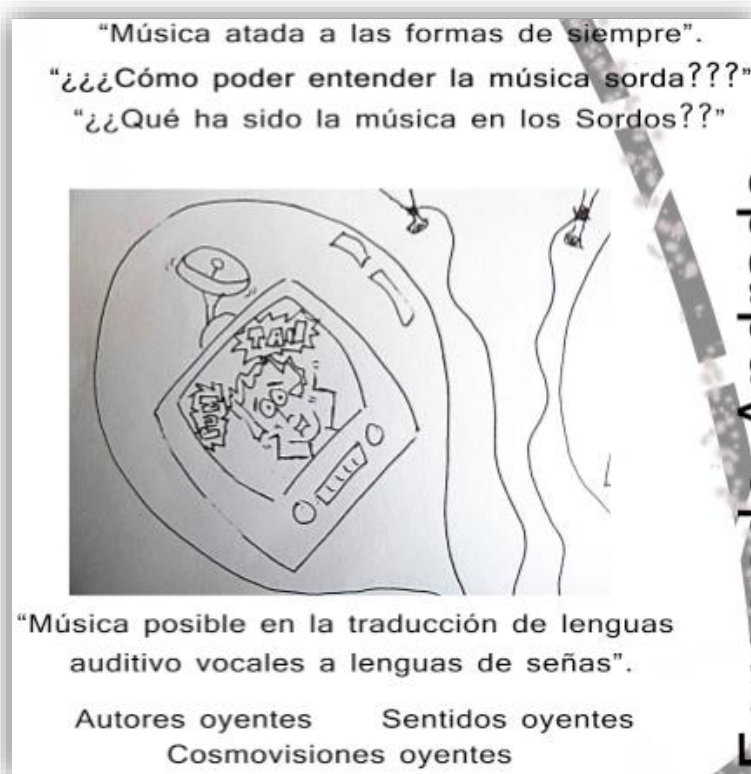 “Música atada a las formas de siempre”.
“¿¿¿Cómo poder entender la música sorda???”
“¿¿Qué ha sido la música en los Sordos??”
TAN
“Música posible en la traducción de lenguas
auditivo vocales a lenguas de señas”.
Autores oyentes Sentidos oyentes
Cosmovisiones oyentes